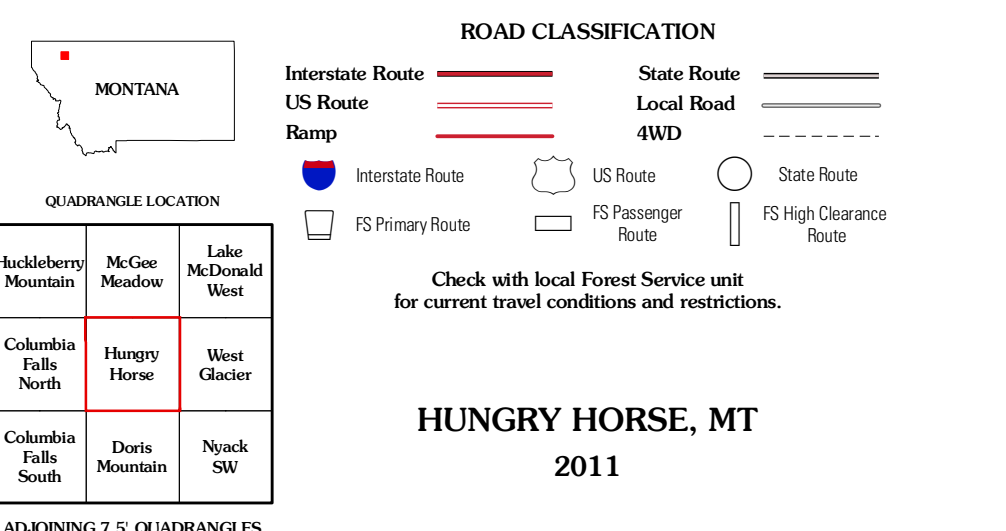 ROAD CLASSIFICATION
Interstate Route
State Route
US Route
Local Road
Ramp
4WD
Interstate Route
US Route
State Route
FS Primary Route
FS Passenger
Route
FS High Clearance
Route
Check with local Forest Service unit
for current travel conditions and restrictions.
MONTANA
QUADRANGLE LOCATION
Huckleberry
Mountain
McGee
Meadow
Lake
McDonald
West
Columbia
Falls
North
Hungry
Horse
West
Glacier
Columbia
Falls
South
Doris
Mountain
Nyack
SW
ADJOINING 7.5' QUADRANGLES
HUNGRY HORSE, MT
2011